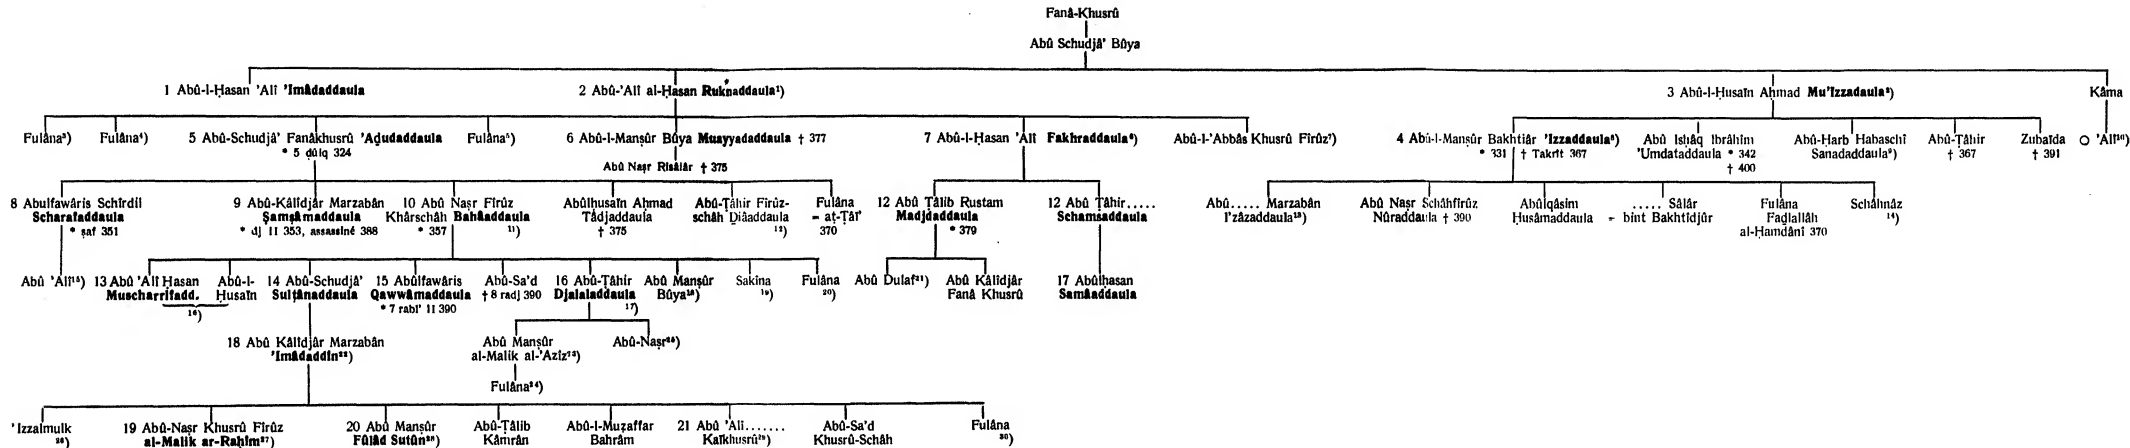 Fanâ-Khusrû
Abû Schudjâ' Bûya
1 Abû-l-Ḥasan 'Alî 'Imâdaddaula
2 Abû-'Alî al-Ḥasan Ruknaddaula¹)
3 Abû-l-Ḥusaïn Aḥmad Mu'izzadaula²)
Kâma
Fulâna³)
Fulâna⁴)
5 Abû-Schudjâ' Fanâkhusrû 'Aḍudaddaula
* 5 ḏûlq 324
Fulâna⁵)
6 Abû-l-Manṣûr Bûya Muayyadaddaula † 377
Abû Naṣr Risâlâr † 375
7 Abû-l-Ḥasan 'Alî Fakhraddaula⁶)
Abû-l-'Abbâs Khusrû Fîrûz⁷)
4 Abû-l-Manṣûr Bakhtiâr 'Izzaddaula⁸)
* 331 † Takrît 367
Abû Isḥâq Ibrâhîm
'Umdataddaula * 342
† 400
Abû-Ḥarb Habaschî
Sanadaddaula⁹)
Abû-Ṭâhir
† 367
Zubaïda
† 391
○ 'Alî¹⁰)
8 Abulfawâris Schîrdil
Scharafaddaula
* ṣaf 351
9 Abû-Kâlîdjâr Marzabân
Ṣamṣâmaddaula
* dj II 353, assassiné 388
10 Abû Naṣr Fîrûz
Khârschâh Bahâaddaula
* 357 ¹¹)
Abûlhusaïn Aḥmad
Tâdjaddaula
† 375
Abû-Ṭâhir Fîrûz-
schâh Ḍiâaddaula
¹²)
Fulâna
= aṭ-Ṭâï'
370
12 Abû Ṭâlib Rustam
Madjdaddaula
* 379
12 Abû Ṭâhir.....
Schamsaddaula
Abû..... Marzabân
I'zâzaddaula¹³)
Abû Naṣr Schâhfîrûz
Nûraddaula † 390
Abûlqâsim
Ḥusâmaddaula
..... Sâlâr
= bint Bakhtîdjûr
Fulâna
Faḍlallâh
al-Ḥamdânî 370
Schâhnâz
¹⁴)
Abû 'Alî¹⁵)
13 Abû 'Alî Ḥasan
Muscharrifadd.
Abû-l-
Ḥusaïn
¹⁶)
14 Abû-Schudjâ'
Sulṭânaddaula
15 Abûlfawâris
Qawwâmaddaula
* 7 rabî' II 390
Abû-Sa'd
† 8 radj 390
16 Abû-Ṭâhir
Djalaladdaula
¹⁷)
Abû Manṣûr
Bûya¹⁸)
Sakîna
¹⁹)
Fulâna
²⁰)
Abû Dulaf²¹)
Abû Kâlîdjâr
Fanâ Khusrû
17 Abûlḥasan
Samâaddaula
18 Abû Kâlîdjâr Marzabân
'Imâdaddîn²²)
Abû Manṣûr
al-Malik al-'Azîz²³)
Abû-Naṣr²⁵)
Fulâna²⁴)
'Izzalmulk
²⁶)
19 Abû-Naṣr Khusrû Fîrûz
al-Malik ar-Raḥîm²⁷)
20 Abû Manṣûr
Fûlâd Sutûn²⁸)
Abû-Ṭâlib
Kâmrân
Abû-l-Muẓaffar
Bahrâm
21 Abû 'Alî.......
Kaïkhusrû²⁹)
Abû-Sa'd
Khusrû-Schâh
Fulâna
³⁰)